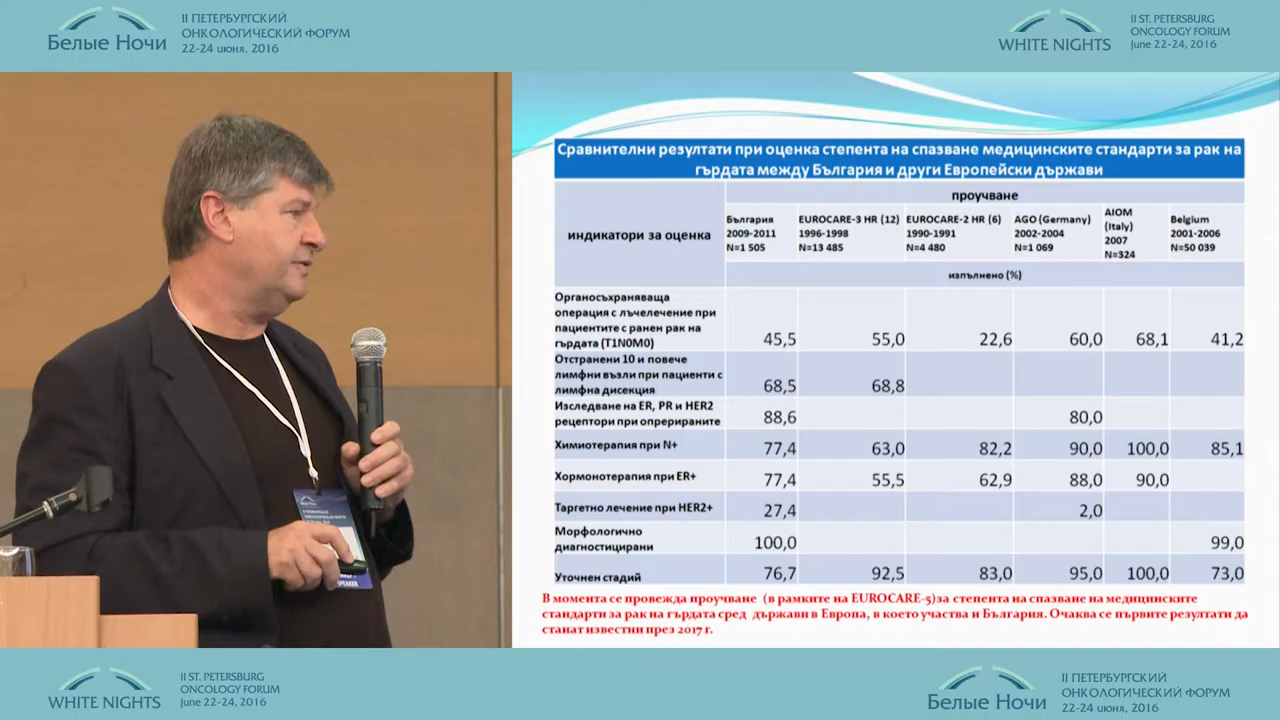 Белые Ночи
II ПЕТЕРБУРГСКИЙ
ОНКОЛОГИЧЕСКИЙ ФОРУМ
22-24 июня, 2016
WHITE NIGHTS
II ST. PETERSBURG
ONCOLOGY FORUM
June 22-24, 2016
Сравнителни резултати при оценка степента на спазване медицинските стандарти за рак на
гърдата между България и други Европейски държави
индикатори за оценка
проучване
България
2009-2011
N=1 505
EUROCARE-3 HR (12)
1996-1998
N=13 485
EUROCARE-2 HR (6)
1990-1991
N=4 480
AGO (Germany)
2002-2004
N=1 069
AIOM
(Italy)
2007
N=324
Belgium
2001-2006
N=50 039
изпълнено (%)
Органосъхраняваща
операция с лъчелечение при
пациентите с ранен рак на
гърдата (T1N0M0)
45,5 55,0 22,6 60,0 68,1 41,2
Отстранени 10 и повече
лимфни възли при пациенти с
лимфна дисекция
68,5 68,8
Изследване на ER, PR и HER2
рецептори при опрерираните
88,6 80,0
Химиотерапия при N+ 77,4 63,0 82,2 90,0 100,0 85,1
Хормонотерапия при ER+ 77,4 55,5 62,9 88,0 90,0
Таргетно лечение при HER2+ 27,4 2,0
Морфологично
диагностицирани
100,0 99,0
Уточнен стадий 76,7 92,5 83,0 95,0 100,0 73,0
В момента се провежда проучване (в рамките на EUROCARE-5)за степента на спазване на медицинските
стандарти за рак на гърдата сред държави в Европа, в което участва и България. Очаква се първите резултати да
станат известни през 2017 г.
Белые Ночи
SPEAKER
WHITE NIGHTS
II ST. PETERSBURG
ONCOLOGY FORUM
June 22-24, 2016
Белые Ночи
II ПЕТЕРБУРГСКИЙ
ОНКОЛОГИЧЕСКИЙ ФОРУМ
22-24 июня, 2016